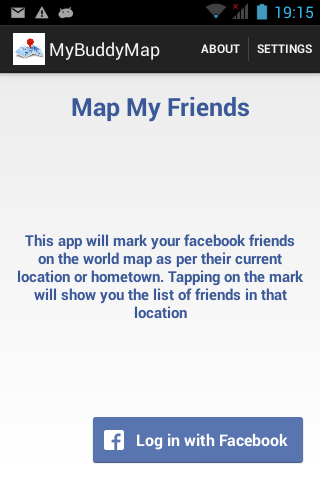 19:15
MyBuddyMap
ABOUT
SETTINGS
Map My Friends
This app will mark your facebook friends
on the world map as per their current
location or hometown. Tapping on the mark
will show you the list of friends in that
location
Log in with Facebook